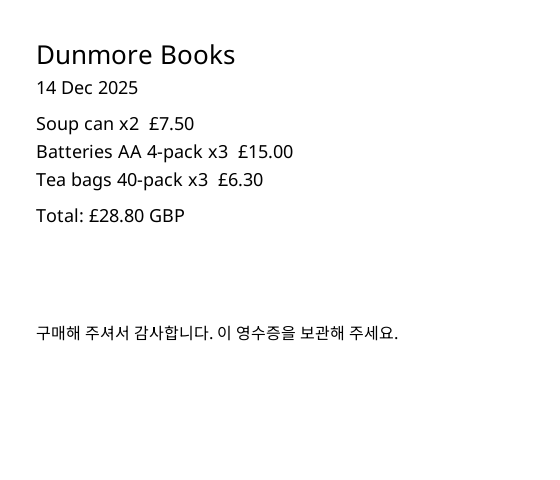 Dunmore Books
14 Dec 2025
Soup can x2  £7.50
Batteries AA 4-pack x3  £15.00
Tea bags 40-pack x3  £6.30
Total: £28.80 GBP
구매해 주셔서 감사합니다. 이 영수증을 보관해 주세요.